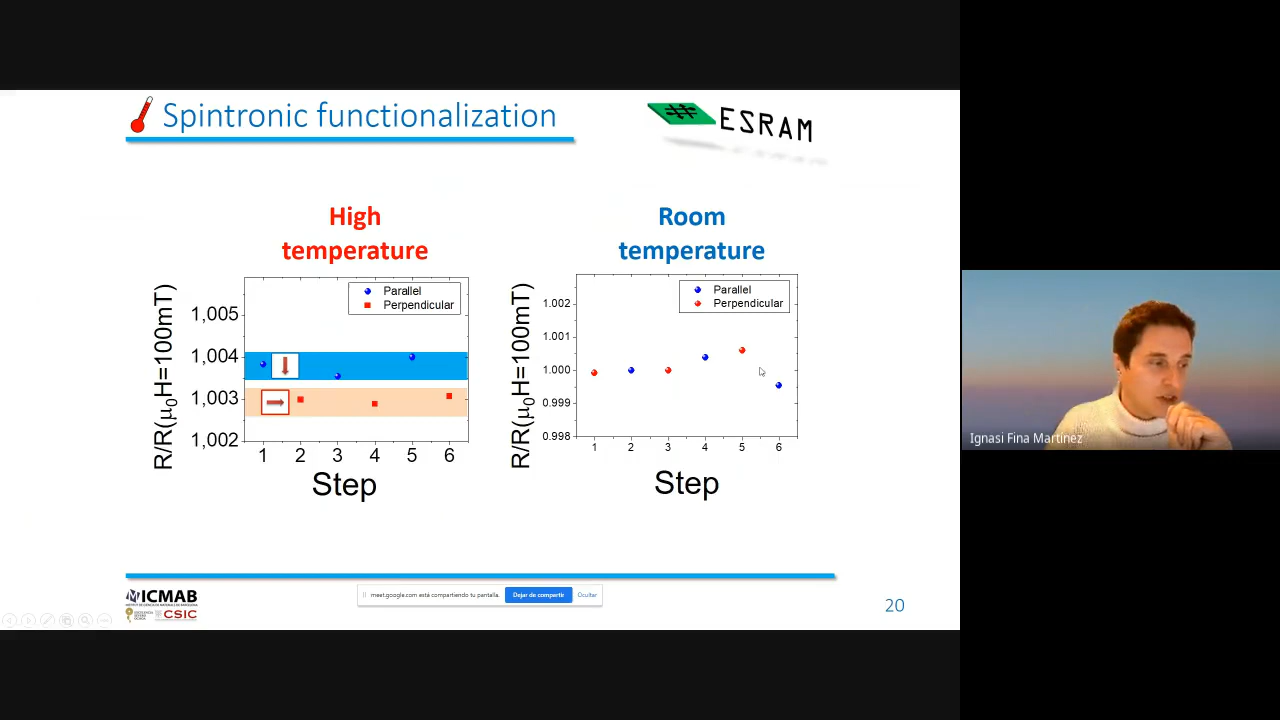 Spintronic functionalization
ESRAM
High
temperature
Room
temperature
R/R(μ₀H=100mT)
1,005
1,004
1,003
1,002
Parallel
Perpendicular
1 2 3 4 5 6
Step
R/R(μ₀H=100mT)
1.002
1.001
1.000
0.999
0.998
Parallel
Perpendicular
1 2 3 4 5 6
Step
Ignasi Fina Martinez
ICMAB
CSIC
meet.google.com está compartiendo tu pantalla.
Dejar de compartir
Ocultar
20